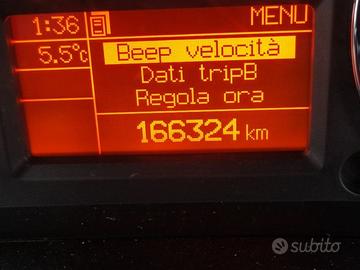 1:36 MENU
5.5°c Beep velocità
Dati tripB
Regola ora
166324 km
subito